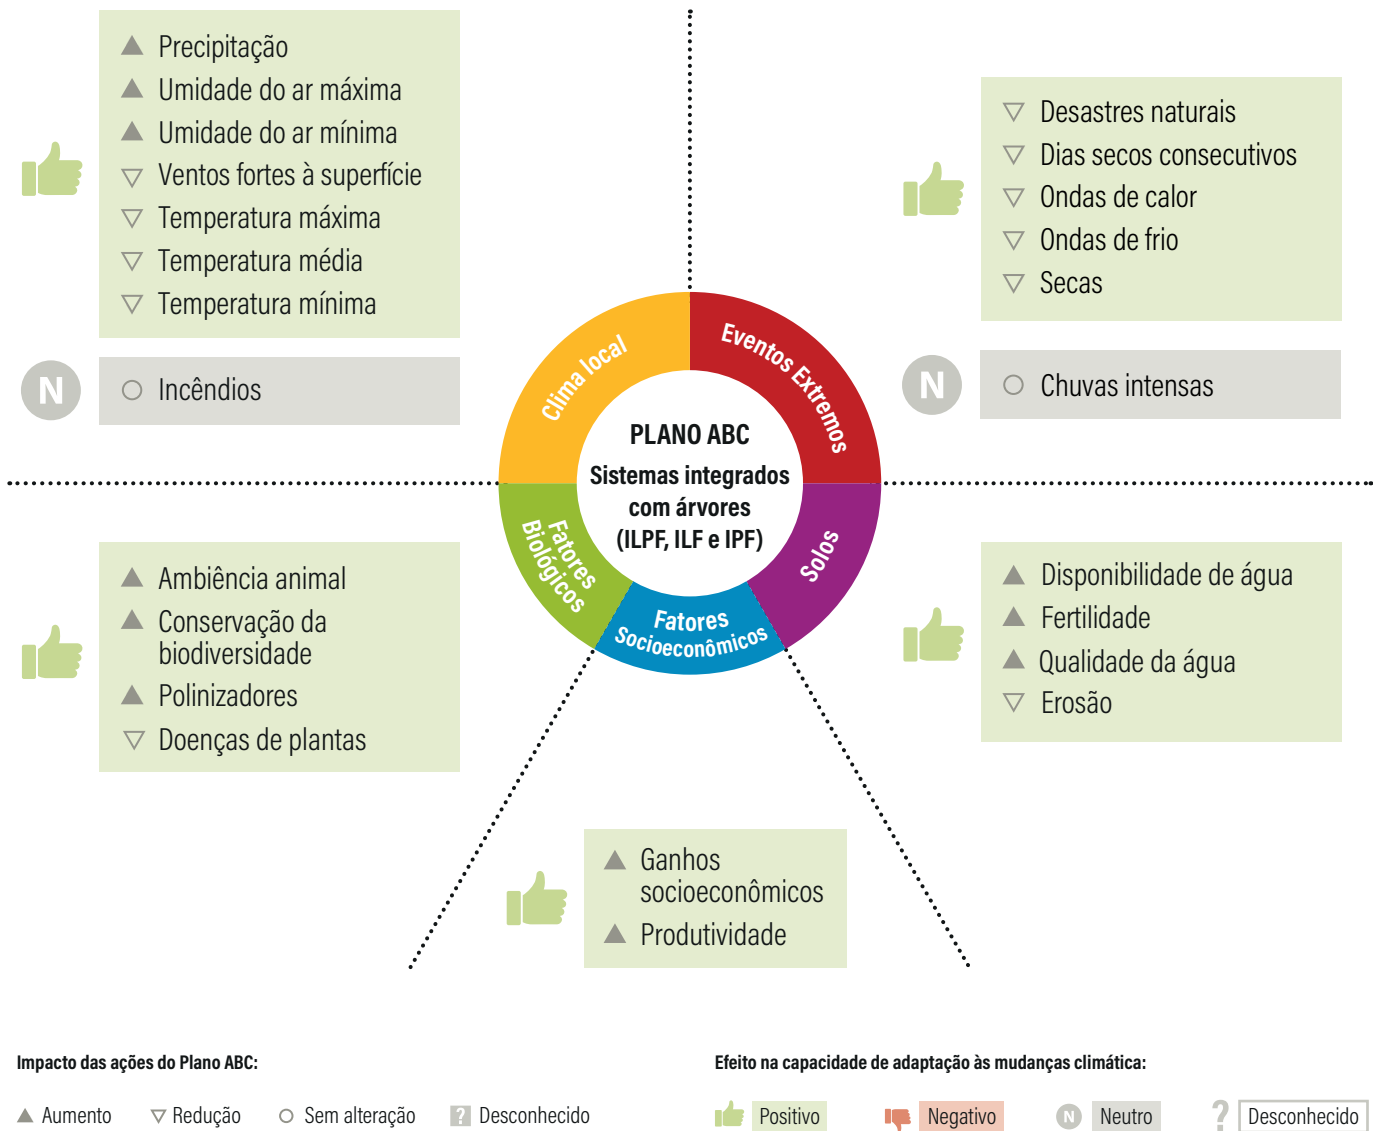 Precipitação
Umidade do ar máxima
Umidade do ar mínima
Ventos fortes à superfície
Temperatura máxima
Temperatura média
Temperatura mínima
N
Incêndios
Desastres naturais
Dias secos consecutivos
Ondas de calor
Ondas de frio
Secas
N
Chuvas intensas
Clima local
Eventos Extremos
Solos
Fatores
Socioeconômicos
Fatores
Biológicos
PLANO ABC
Sistemas integrados
com árvores
(ILPF, ILF e IPF)
Ambiência animal
Conservação da
biodiversidade
Polinizadores
Doenças de plantas
Disponibilidade de água
Fertilidade
Qualidade da água
Erosão
Ganhos
socioeconômicos
Produtividade
Impacto das ações do Plano ABC:
Aumento Redução Sem alteração ? Desconhecido
Efeito na capacidade de adaptação às mudanças climática:
Positivo Negativo N Neutro ? Desconhecido